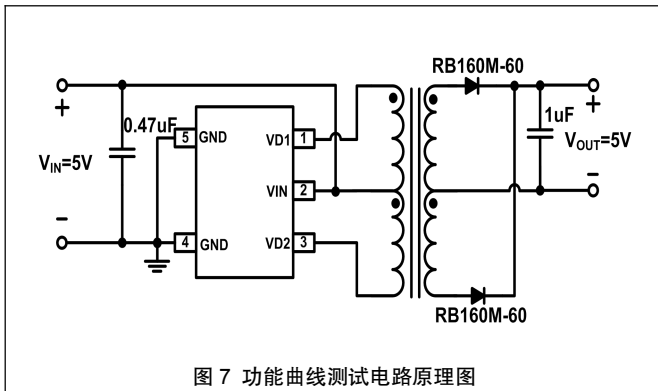 RB160M-60
+
0.47uF
5
GND
VD1
1
+
1uF
VIN=5V
VIN
2
VOUT=5V
-
-
4
GND
VD2
3
RB160M-60
图 7 功能曲线测试电路原理图